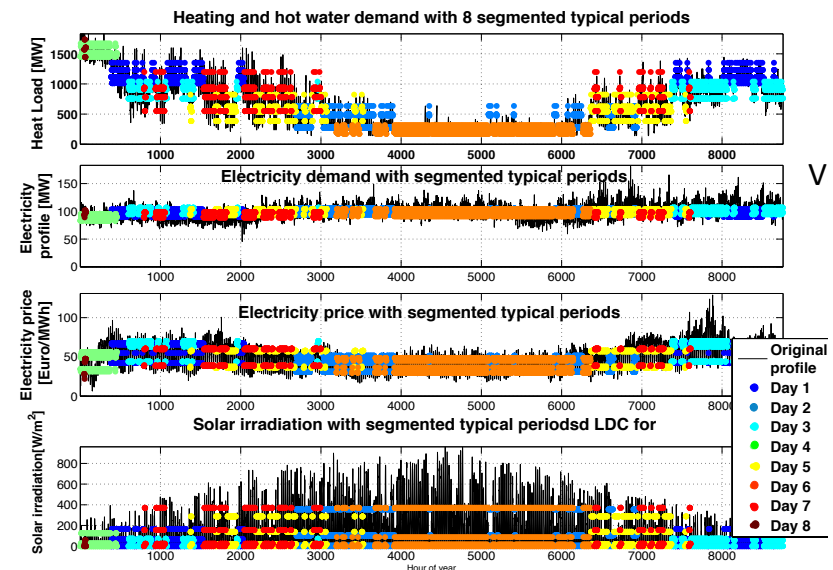 Heating and hot water demand with 8 segmented typical periods
Heat Load [MW]
1500
1000
500
0
1000 2000 3000 4000 5000 6000 7000 8000
V
Electricity demand with segmented typical periods
Electricity
profile [MW]
150
100
50
0
1000 2000 3000 4000 5000 6000 7000 8000
Electricity price with segmented typical periods
Electricity price
[Euro/MWh]
100
50
0
1000 2000 3000 4000 5000 6000 7000 8000
Original
profile
Day 1
Day 2
Day 3
Day 4
Day 5
Day 6
Day 7
Day 8
Solar irradiation with segmented typical periodsd LDC for
Solar irradiation[W/m²]
800
600
400
200
0
1000 2000 3000 4000 5000 6000 7000 8000
Hour of year